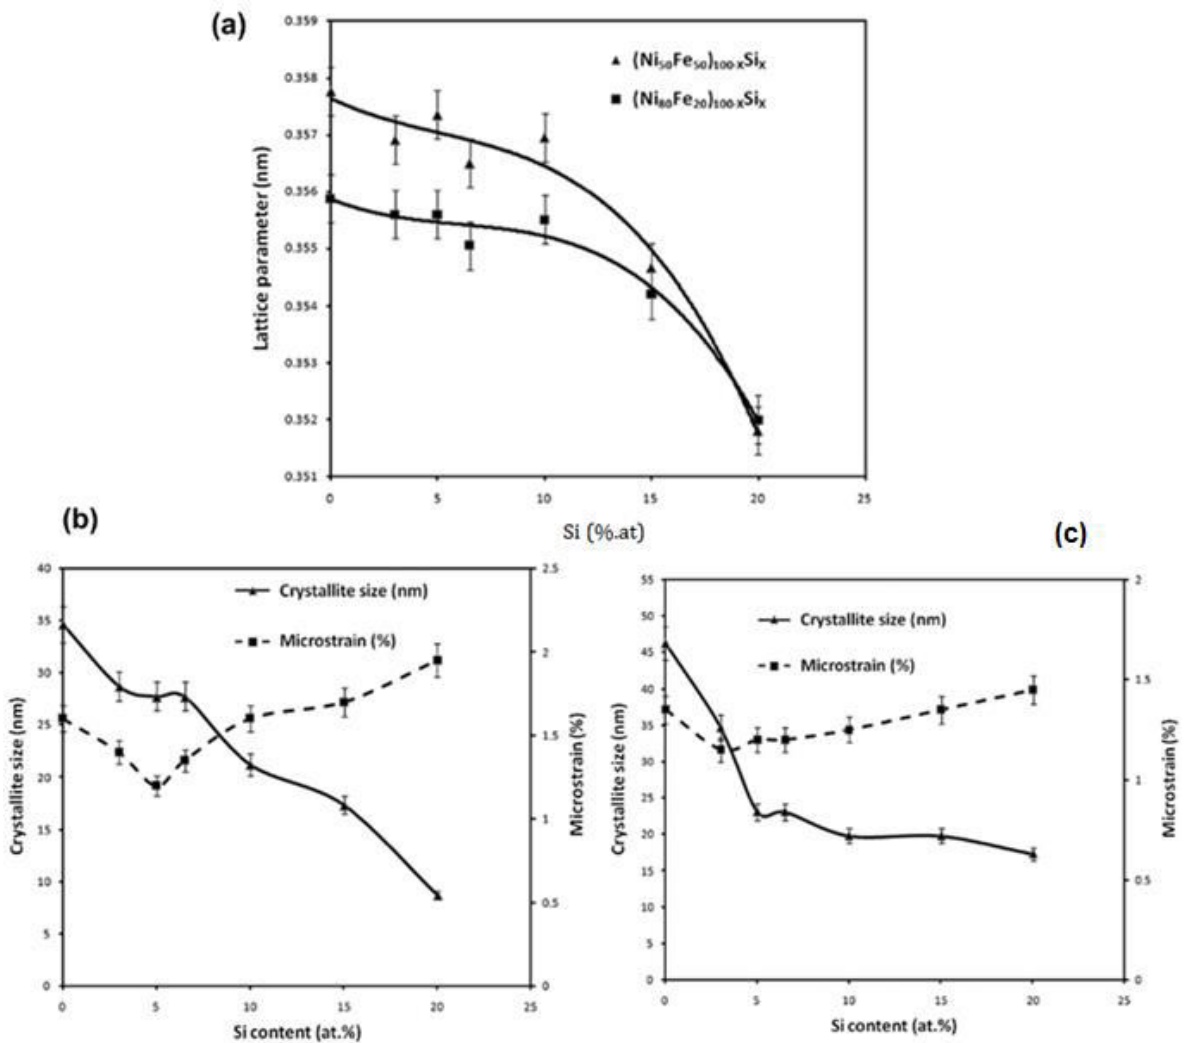 (a)
0.359
0.358
0.357
0.356
0.355
0.354
0.353
0.352
0.351
Lattice parameter (nm)
(Ni₅₀Fe₅₀)₁₀₀₋ₓSiₓ
(Ni₈₀Fe₂₀)₁₀₀₋ₓSiₓ
0 5 10 15 20 25
Si (%.at)
(b)
40
35
30
25
20
15
10
5
0
Crystallite size (nm)
Crystallite size (nm)
Microstrain (%)
2.5
2
1.5
1
0.5
0
Microstrain (%)
0 5 10 15 20 25
Si content (at.%)
(c)
55
50
45
40
35
30
25
20
15
10
5
0
Crystallite size (nm)
Crystallite size (nm)
Microstrain (%)
2
1.5
1
0.5
0
Microstrain (%)
0 5 10 15 20 25
Si content (at.%)